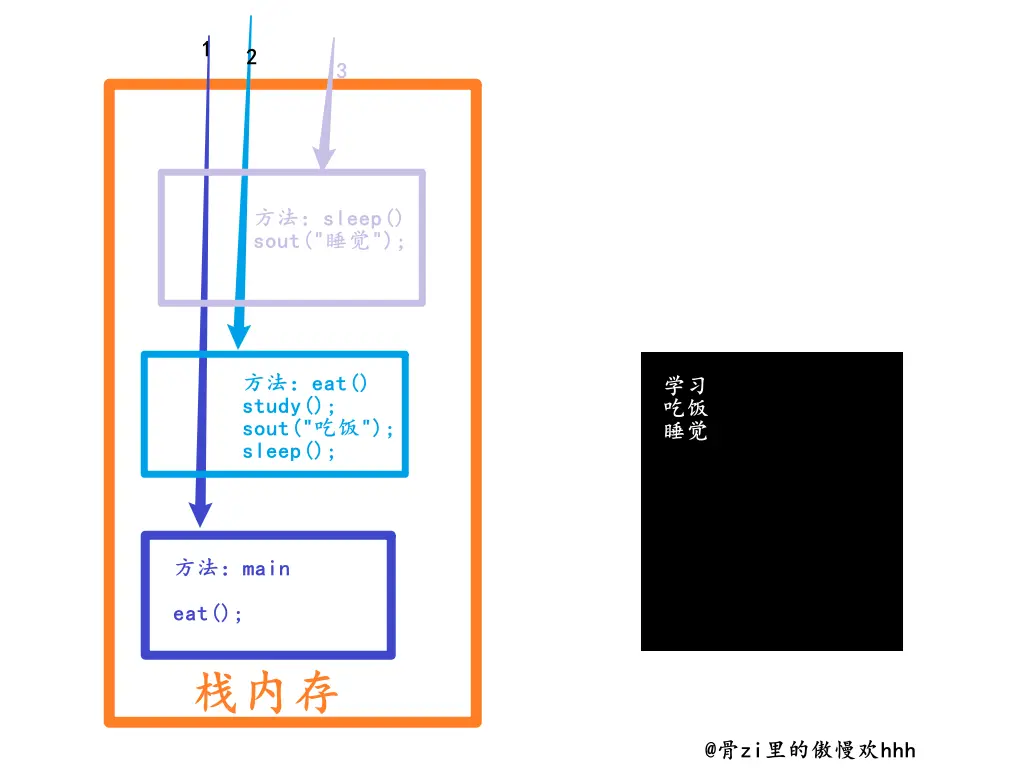 1
2
3
方法：sleep()
sout("睡觉");
方法：eat()
study();
sout("吃饭");
sleep();
方法：main
eat();
栈内存
学习
吃饭
睡觉
@骨zi里的傲慢欢hhh